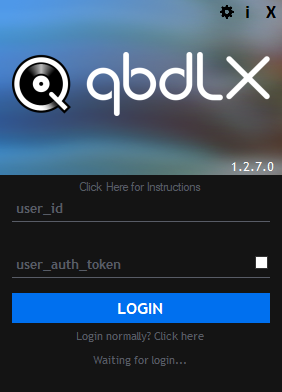 i X
qbdlX
1.2.7.0
Click Here for Instructions
user_id
user_auth_token
LOGIN
Login normally? Click here
Waiting for login...